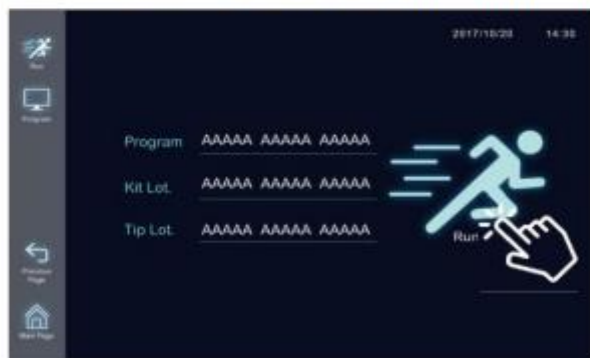 2017/10/20 14:30
Run
Program
Program AAAAA AAAAA AAAAA
Kit Lot. AAAAA AAAAA AAAAA
Tip Lot. AAAAA AAAAA AAAAA
Run
Previous
Page
Main Page